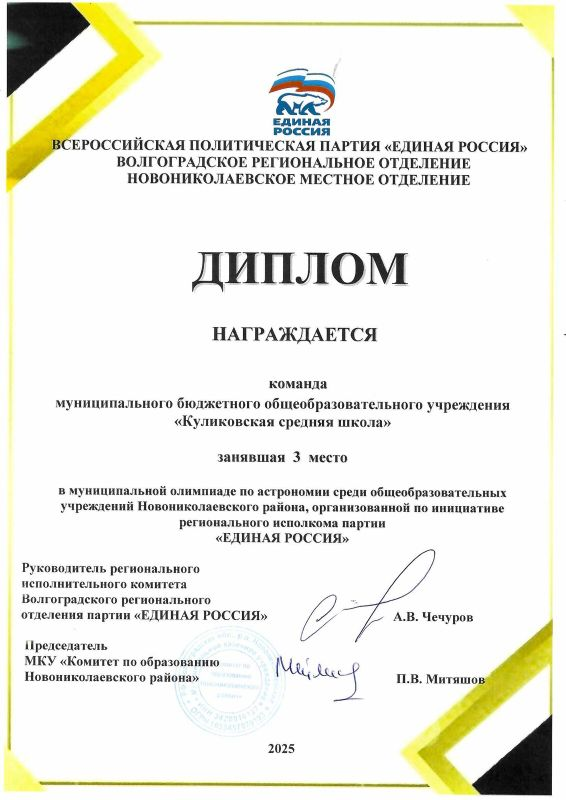 ЕДИНАЯ
РОССИЯ
ВСЕРОССИЙСКАЯ ПОЛИТИЧЕСКАЯ ПАРТИЯ «ЕДИНАЯ РОССИЯ»
ВОЛГОГРАДСКОЕ РЕГИОНАЛЬНОЕ ОТДЕЛЕНИЕ
НОВОНИКОЛАЕВСКОЕ МЕСТНОЕ ОТДЕЛЕНИЕ
ДИПЛОМ
НАГРАЖДАЕТСЯ
команда
муниципального бюджетного общеобразовательного учреждения
«Куликовская средняя школа»
занявшая 3 место
в муниципальной олимпиаде по астрономии среди общеобразовательных
учреждений Новониколаевского района, организованной по инициативе
регионального исполкома партии
«ЕДИНАЯ РОССИЯ»
Руководитель регионального
исполнительного комитета
Волгоградского регионального
отделения партии «ЕДИНАЯ РОССИЯ»
А.В. Чечуров
Председатель
МКУ «Комитет по образованию
Новониколаевского района»
П.В. Митяшов
2025